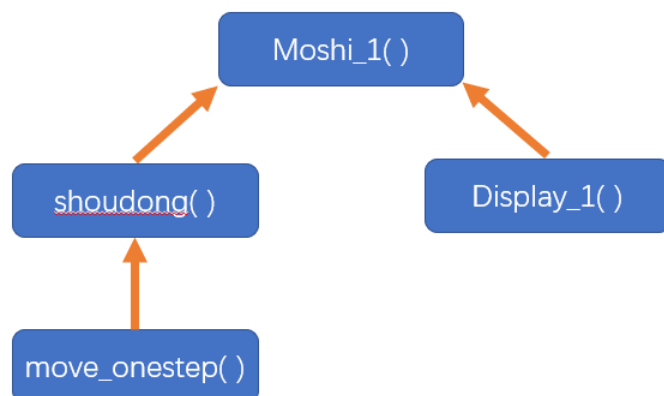 Moshi_1( )
shoudong( )
Display_1( )
move_onestep( )